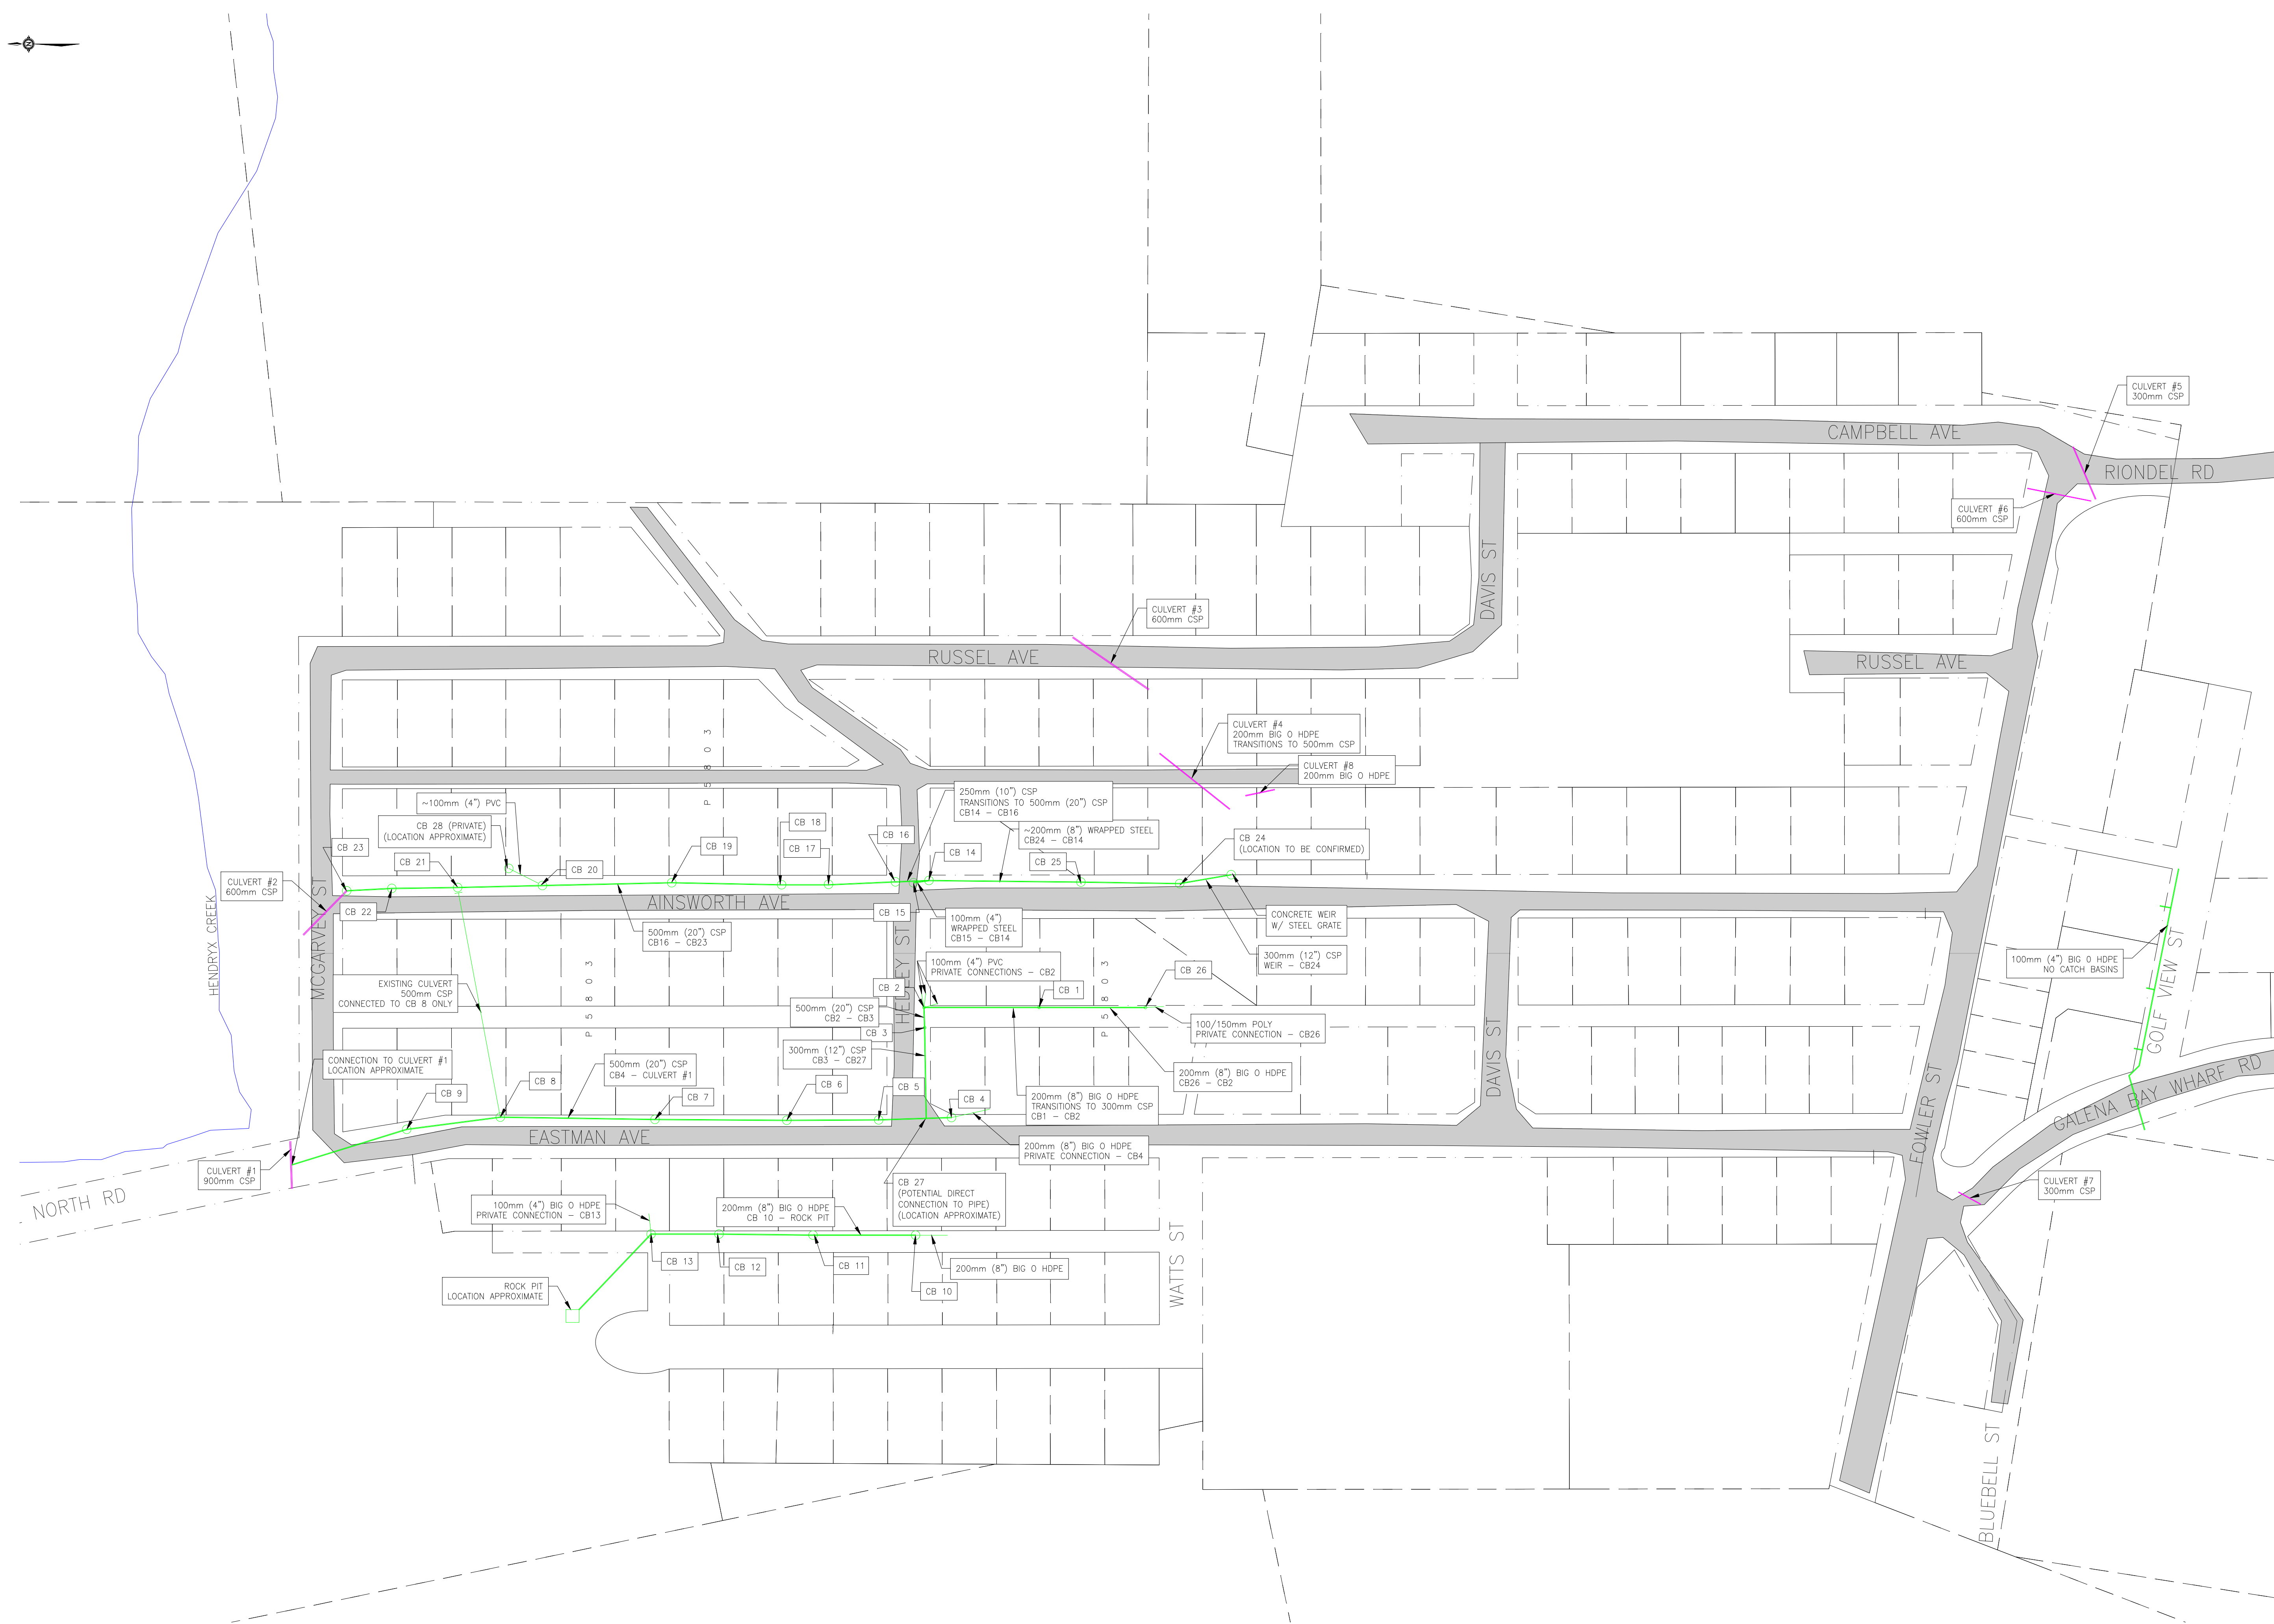 N
CULVERT #5
300mm CSP
CAMPBELL AVE
RIONDEL RD
CULVERT #6
600mm CSP
DAVIS ST
CULVERT #3
600mm CSP
RUSSEL AVE
RUSSEL AVE
P 5 8 0 3
CULVERT #4
200mm BIG O HDPE
TRANSITIONS TO 500mm CSP
CULVERT #8
200mm BIG O HDPE
250mm (10") CSP
TRANSITIONS TO 500mm (20") CSP
CB14 - CB16
~100mm (4") PVC
CB 28 (PRIVATE)
(LOCATION APPROXIMATE)
CB 18
CB 16
~200mm (8") WRAPPED STEEL
CB24 - CB14
CB 24
(LOCATION TO BE CONFIRMED)
CB 23
CB 21
CB 20
CB 19
CB 17
CB 14
CB 25
CULVERT #2
600mm CSP
MCGARVEY ST
HENDRYX CREEK
CB 22
AINSWORTH AVE
CB 15
100mm (4")
WRAPPED STEEL
CB15 - CB14
CONCRETE WEIR
W/ STEEL GRATE
500mm (20") CSP
CB16 - CB23
300mm (12") CSP
WEIR - CB24
100mm (4") BIG O HDPE
NO CATCH BASINS
GOLF VIEW ST
HEDLEY ST
100mm (4") PVC
PRIVATE CONNECTIONS - CB2
CB 26
P 5 8 0 3
P 5 8 0 3
EXISTING CULVERT
500mm CSP
CONNECTED TO CB 8 ONLY
CB 2
CB 1
500mm (20") CSP
CB2 - CB3
CB 3
100/150mm POLY
PRIVATE CONNECTION - CB26
300mm (12") CSP
CB3 - CB27
CONNECTION TO CULVERT #1
LOCATION APPROXIMATE
500mm (20") CSP
CB4 - CULVERT #1
200mm (8") BIG O HDPE
CB26 - CB2
DAVIS ST
CB 9
CB 8
CB 7
CB 6
CB 5
CB 4
200mm (8") BIG O HDPE
TRANSITIONS TO 300mm CSP
CB1 - CB2
GALENA BAY WHARF RD
FOWLER ST
EASTMAN AVE
200mm (8") BIG O HDPE
PRIVATE CONNECTION - CB4
CULVERT #1
900mm CSP
NORTH RD
CB 27
(POTENTIAL DIRECT
CONNECTION TO PIPE)
(LOCATION APPROXIMATE)
CULVERT #7
300mm CSP
100mm (4") BIG O HDPE
PRIVATE CONNECTION - CB13
200mm (8") BIG O HDPE
CB 10 - ROCK PIT
CB 13
CB 12
CB 11
200mm (8") BIG O HDPE
CB 10
WATTS ST
ROCK PIT
LOCATION APPROXIMATE
BLUEBELL ST